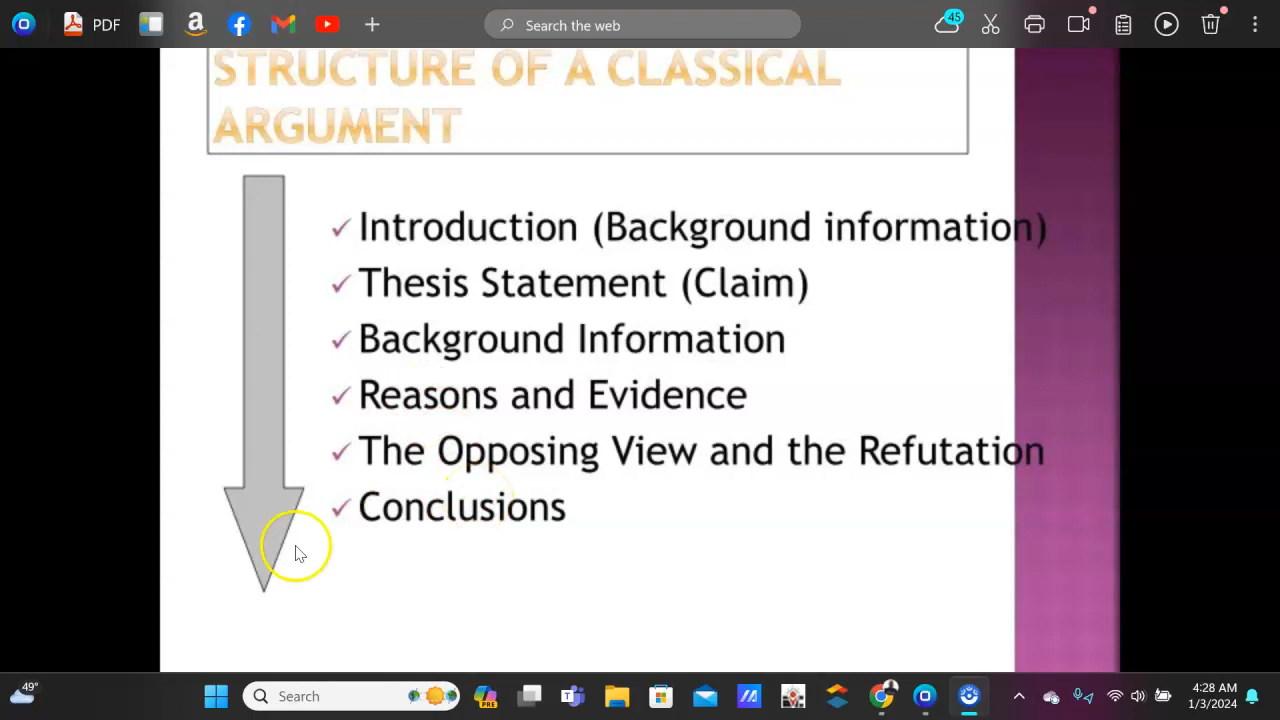 PDF
Search the web
45
STRUCTURE OF A CLASSICAL
ARGUMENT
✓ Introduction (Background information)
✓ Thesis Statement (Claim)
✓ Background Information
✓ Reasons and Evidence
✓ The Opposing View and the Refutation
✓ Conclusions
49°
Search
PRE
4:28 AM
1/3/2024